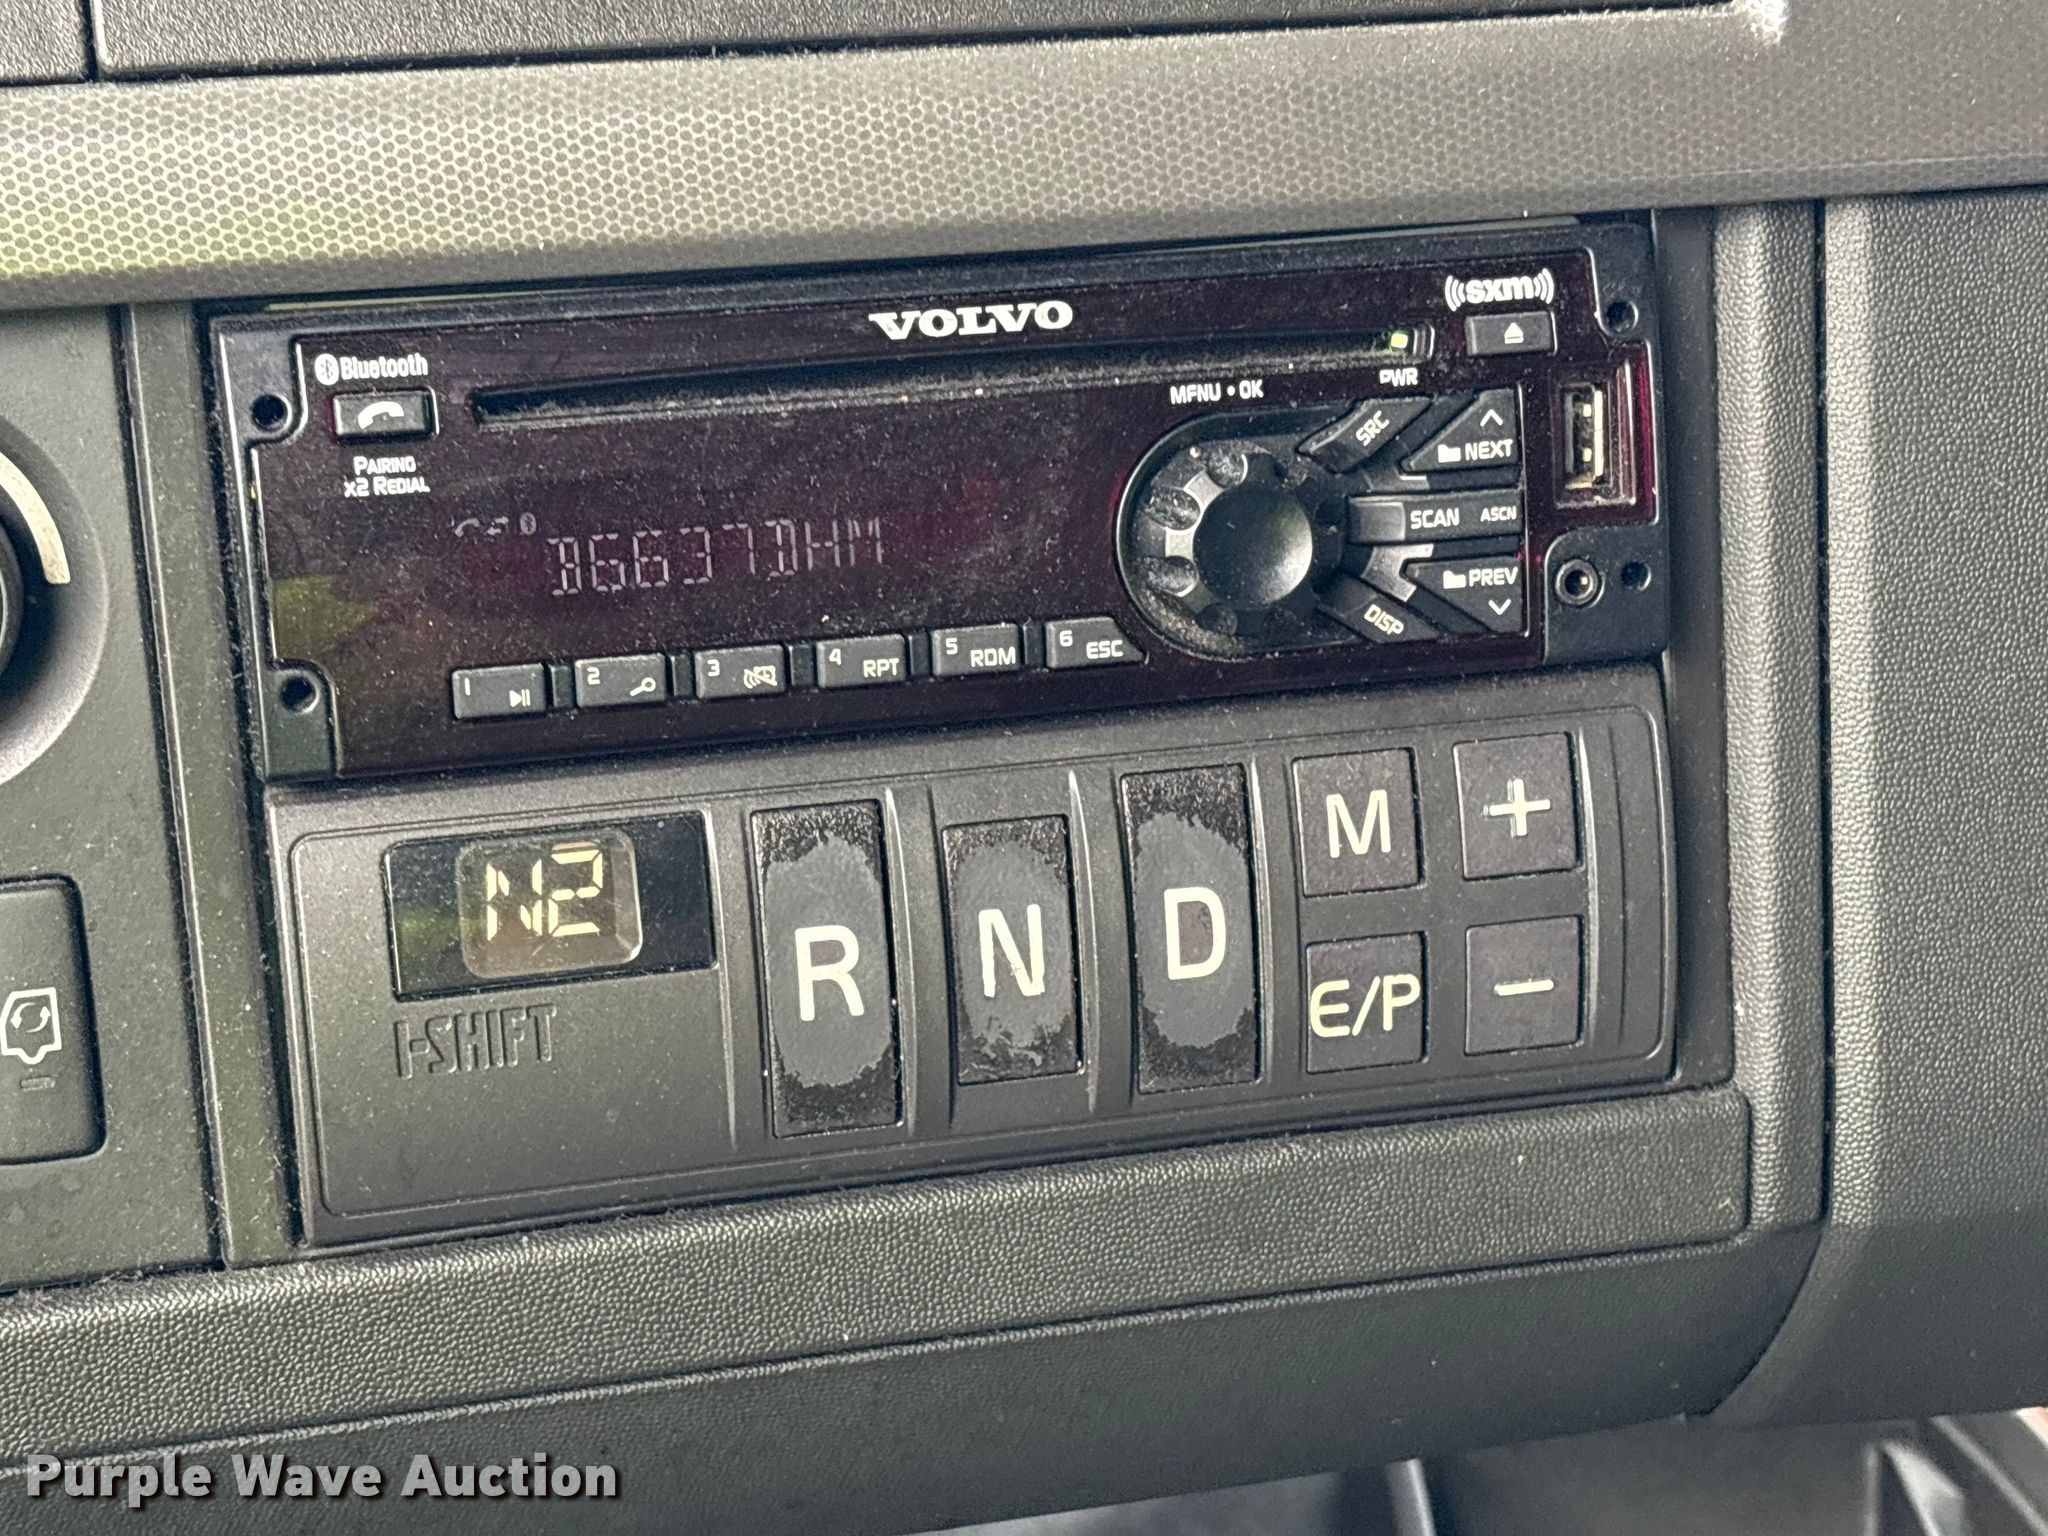 VOLVO
((sxm))
Bluetooth
PWR
MENU • OK
PAIRING
x2 REDIAL
SRC
NEXT
SCAN ASCN
PREV
DISP
1
2
3
4 RPT
5 RDM
6 ESC
N2
I-SHIFT
R
N
D
M
+
E/P
−
Purple Wave Auction